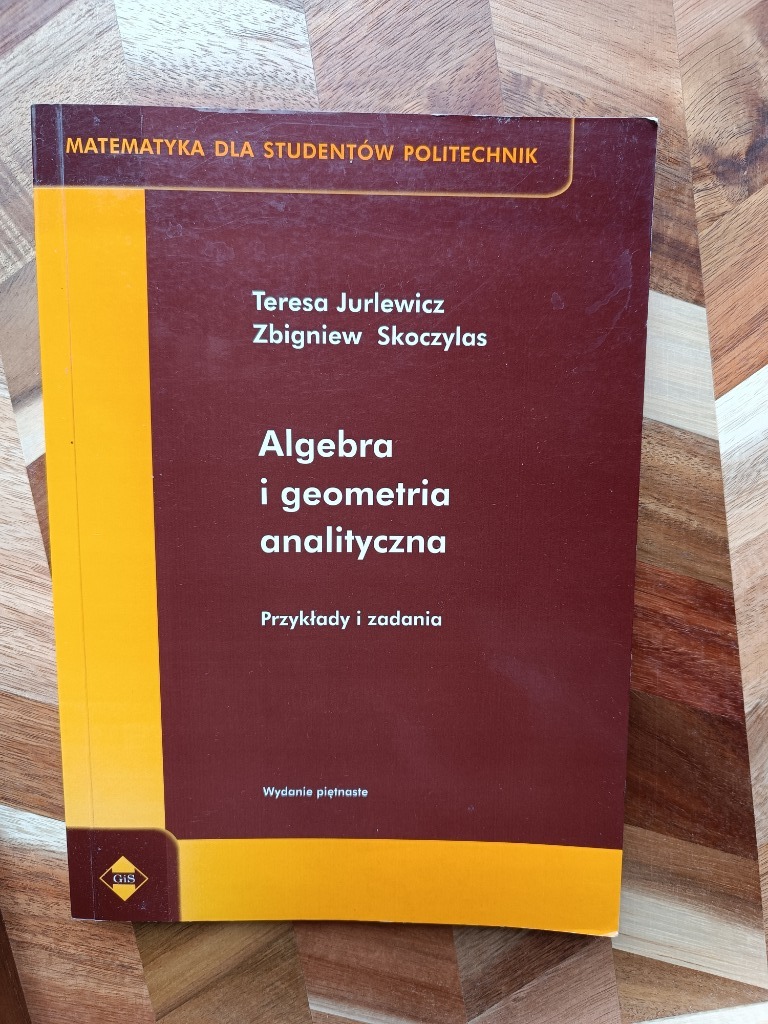 MATEMATYKA DLA STUDENTÓW POLITECHNIK
Teresa Jurlewicz
Zbigniew Skoczylas
Algebra
i geometria
analityczna
Przykłady i zadania
Wydanie piętnaste
GiS